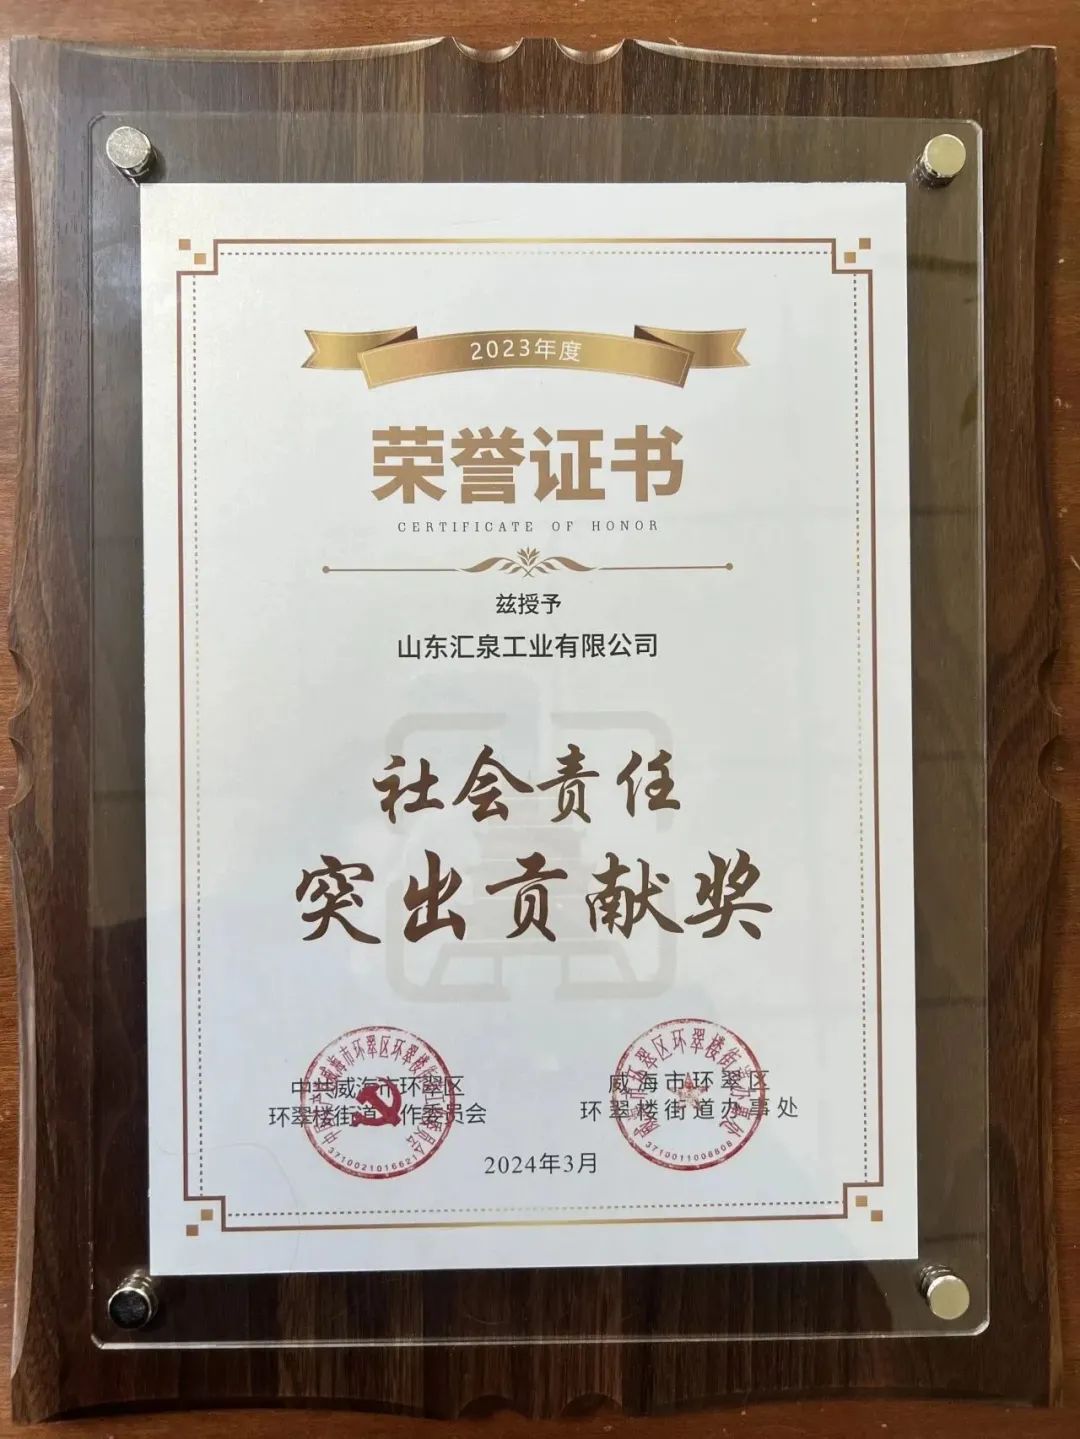 2023年度
荣誉证书
CERTIFICATE OF HONOR
兹授予
山东汇泉工业有限公司
社会责任
突出贡献奖
中共威海市环翠区
环翠楼街道工作委员会
威海市环翠区
环翠楼街道办事处
3710021016621
3710011008808
2024年3月